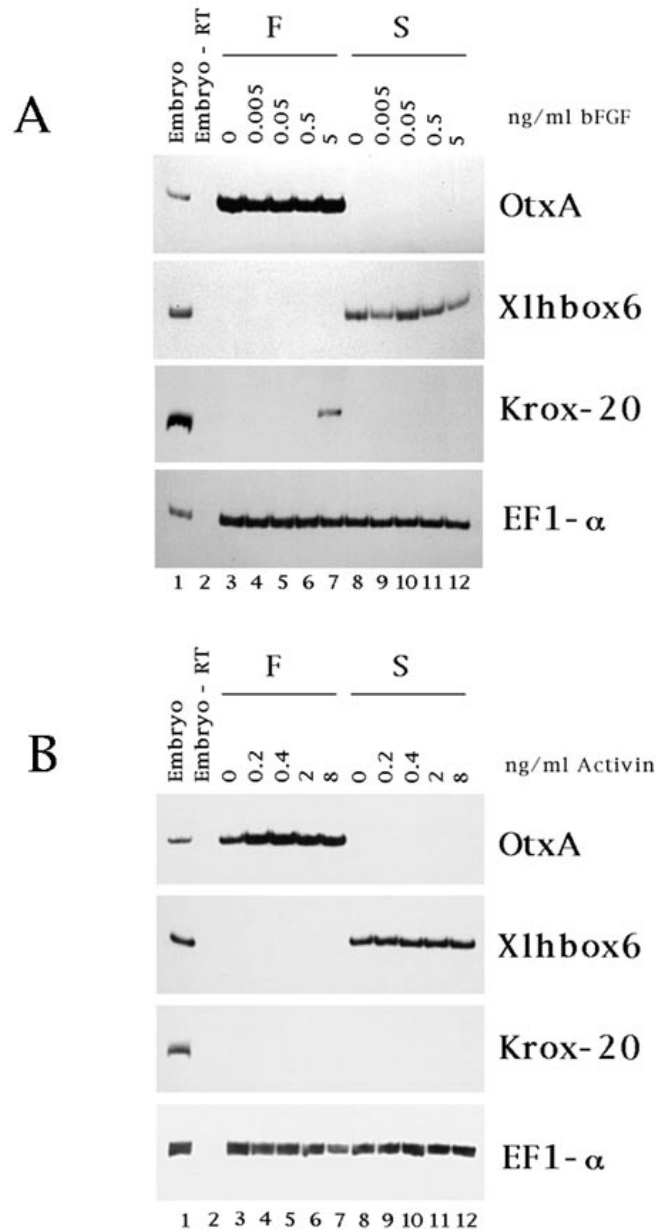 A
F S
Embryo
Embryo - RT
0
0.005
0.05
0.5
5
0
0.005
0.05
0.5
5
ng/ml bFGF
OtxA
Xlhbox6
Krox-20
EF1-α
1 2 3 4 5 6 7 8 9 10 11 12
B
F S
Embryo
Embryo - RT
0
0.2
0.4
2
8
0
0.2
0.4
2
8
ng/ml Activin
OtxA
Xlhbox6
Krox-20
EF1-α
1 2 3 4 5 6 7 8 9 10 11 12